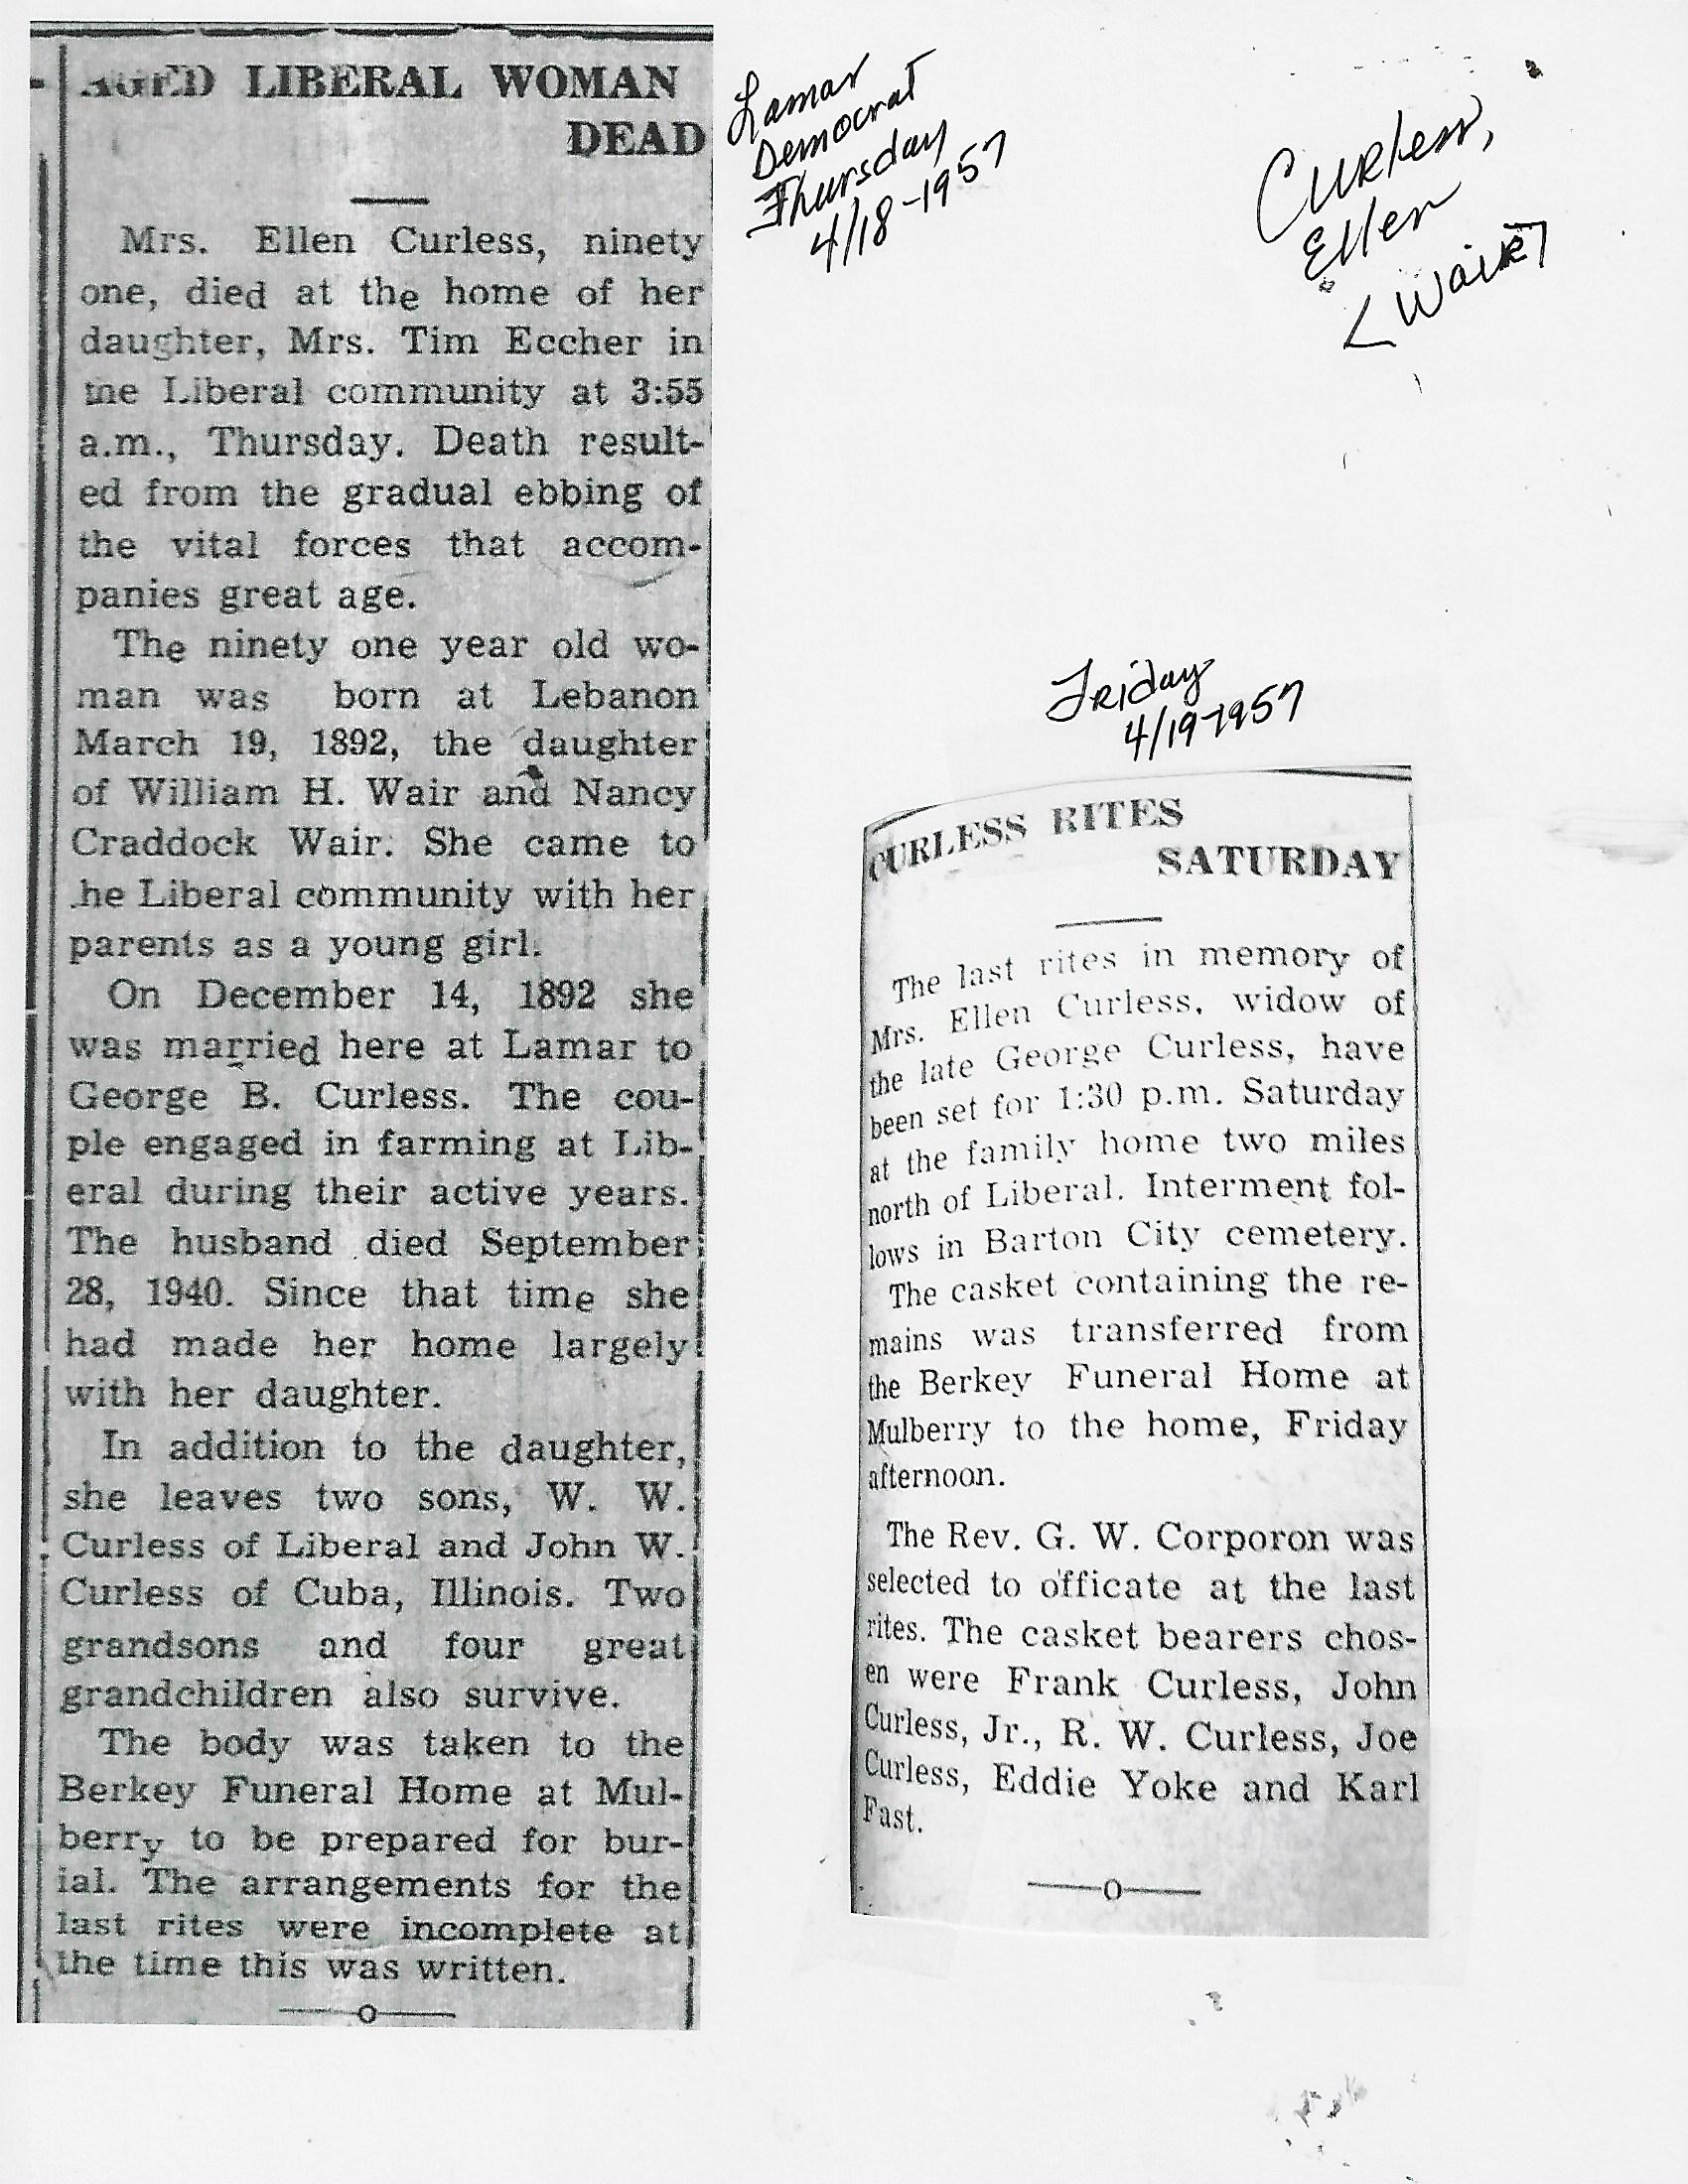 AGED LIBERAL WOMAN
DEAD
Mrs. Ellen Curless, ninety
one, died at the home of her
daughter, Mrs. Tim Eccher in
the Liberal community at 3:55
a.m., Thursday. Death result-
ed from the gradual ebbing of
the vital forces that accom-
panies great age.
The ninety one year old wo-
man was born at Lebanon
March 19, 1892, the daughter
of William H. Wair and Nancy
Craddock Wair. She came to
he Liberal community with her
parents as a young girl.
On December 14, 1892 she
was married here at Lamar to
George B. Curless. The cou-
ple engaged in farming at Lib-
eral during their active years.
The husband died September
28, 1940. Since that time she
had made her home largely
with her daughter.
In addition to the daughter,
she leaves two sons, W. W.
Curless of Liberal and John W.
Curless of Cuba, Illinois. Two
grandsons and four great
grandchildren also survive.
The body was taken to the
Berkey Funeral Home at Mul-
berry to be prepared for bur-
ial. The arrangements for the
last rites were incomplete at
the time this was written.
Lamar
Democrat
Thursday
4/18-1957
Curless,
Ellen
<Wair>
Friday
4/19-1957
CURLESS RITES
SATURDAY
The last rites in memory of
Mrs. Ellen Curless, widow of
the late George Curless, have
been set for 1:30 p.m. Saturday
at the family home two miles
north of Liberal. Interment fol-
lows in Barton City cemetery.
The casket containing the re-
mains was transferred from
the Berkey Funeral Home at
Mulberry to the home, Friday
afternoon.
The Rev. G. W. Corporon was
selected to officate at the last
rites. The casket bearers chos-
en were Frank Curless, John
Curless, Jr., R. W. Curless, Joe
Curless, Eddie Yoke and Karl
Fast.